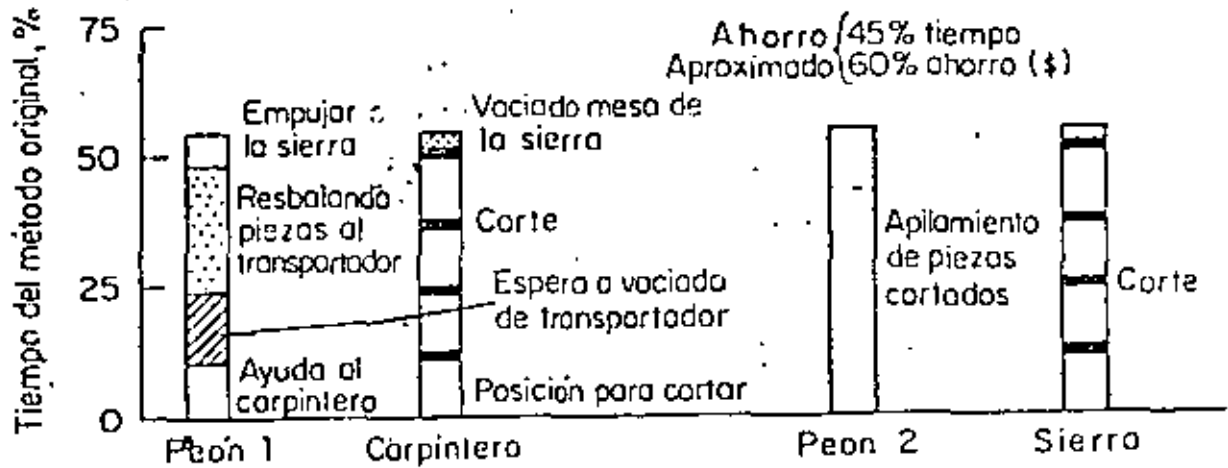 Tiempo del método original, %
75
50
25
0
Ahorro { 45% tiempo
Aproximado { 60% ahorro ($)
Empujar
la sierra
Resbalando
piezas al
transportador
Ayuda al
carpintero
Vaciado mesa de
la sierra
Corte
Espera a vaciado
de transportador
Posición para cortar
Apilamiento
de piezas
cortados
Corte
Peón 1
Carpintero
Peon 2
Sierra